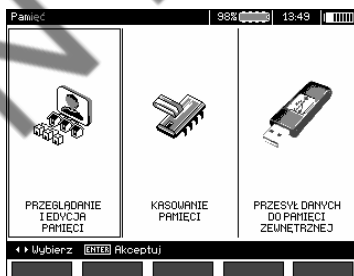 Pamięć 98% 13:49
PRZEGLĄDANIE
I EDYCJA
PAMIĘCI
KASOWANIE
PAMIĘCI
PRZESYŁ DANYCH
DO PAMIĘCI
ZEWNĘTRZNEJ
Wybierz ENTER Akceptuj